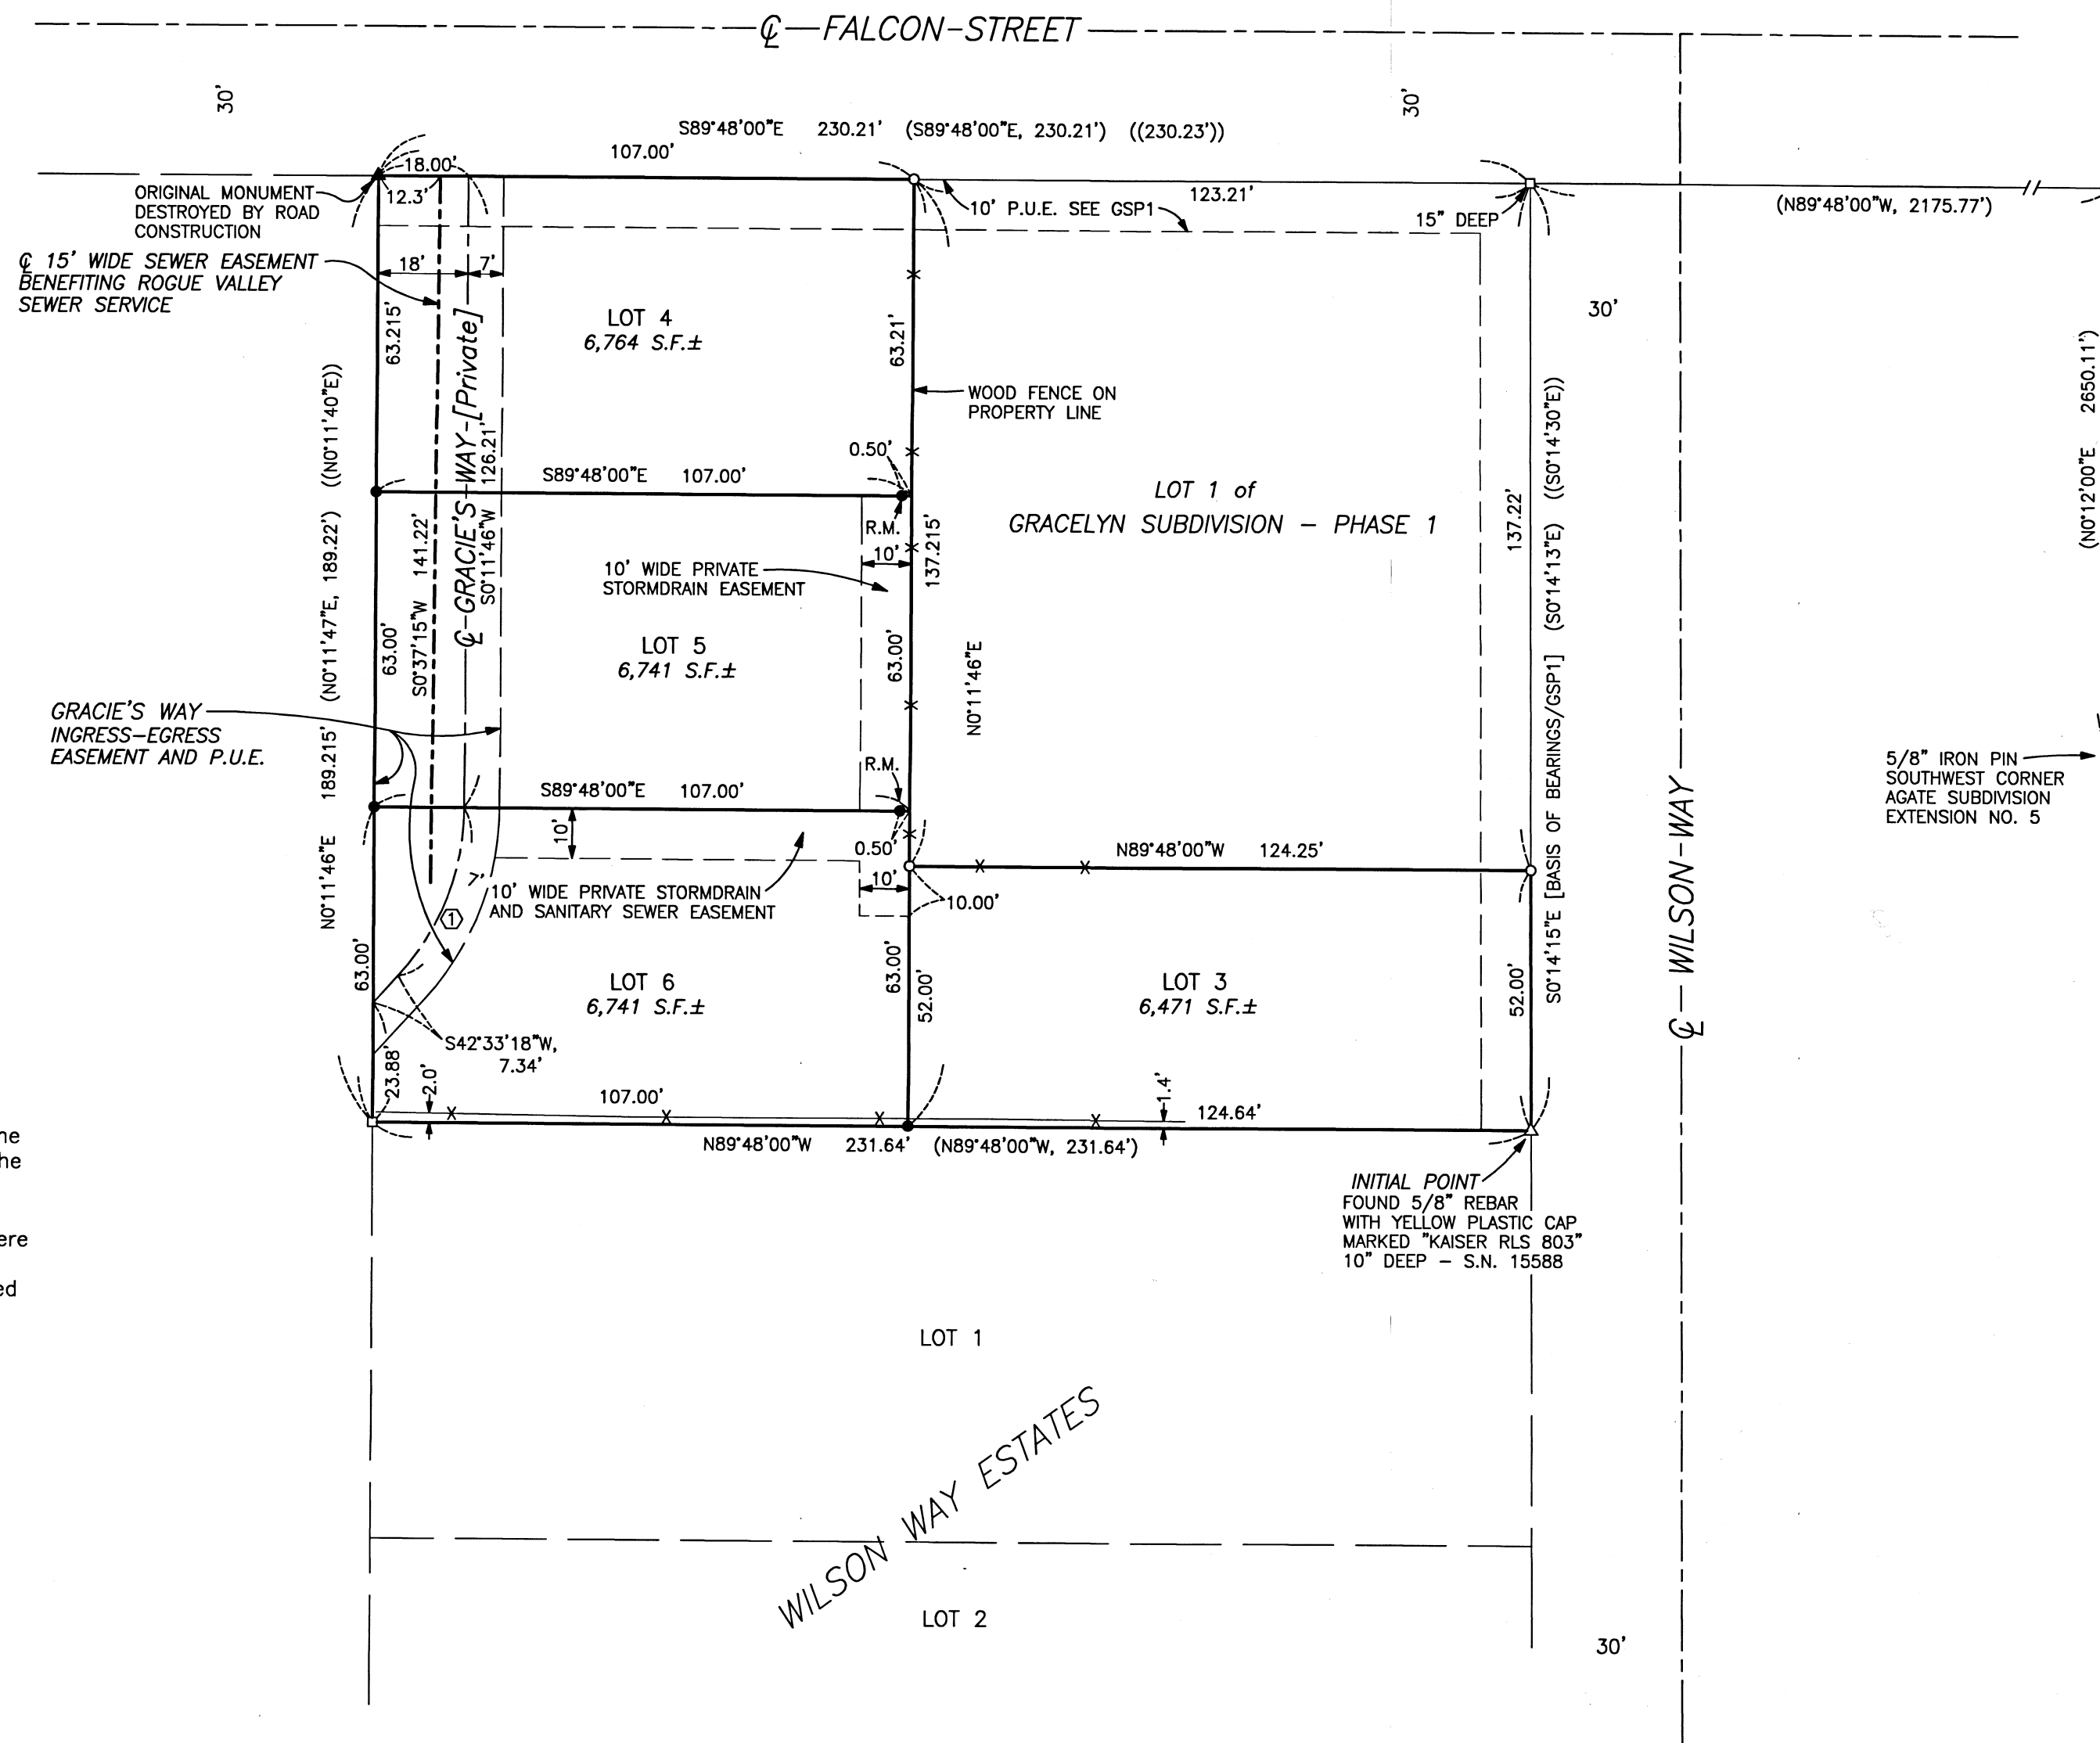 ℄ FALCON-STREET
30'
30'
S89°48'00"E 230.21' (S89°48'00"E, 230.21') ((230.23'))
107.00'
18.00'
12.3'
ORIGINAL MONUMENT
DESTROYED BY ROAD
CONSTRUCTION
10' P.U.E. SEE GSP1
123.21'
15" DEEP
(N89°48'00"W, 2175.77')
℄ 15' WIDE SEWER EASEMENT
BENEFITING ROGUE VALLEY
SEWER SERVICE
18'
7'
30'
63.215'
LOT 4
6,764 S.F.±
63.21'
WOOD FENCE ON
PROPERTY LINE
℄ GRACIE'S WAY-[Private]
S0°11'46"W 126.21'
S0°37'15"W 141.22'
0.50'
S89°48'00"E 107.00'
R.M.
10'
137.215'
LOT 1 of
GRACELYN SUBDIVISION - PHASE 1
137.22'
(N0°12'00"E 2650.11')
10' WIDE PRIVATE
STORMDRAIN EASEMENT
N0°11'46"E 189.215' (N0°11'47"E, 189.22') ((N0°11'40"E))
63.00'
LOT 5
6,741 S.F.±
63.00'
N0°11'46"E
S0°14'15"E [BASIS OF BEARINGS/GSP1] (S0°14'13"E) ((S0°14'30"E))
GRACIE'S WAY
INGRESS-EGRESS
EASEMENT AND P.U.E.
R.M.
S89°48'00"E 107.00'
10'
0.50'
N89°48'00"W 124.25'
5/8" IRON PIN
SOUTHWEST CORNER
AGATE SUBDIVISION
EXTENSION NO. 5
℄ WILSON-WAY
7'
10' WIDE PRIVATE STORMDRAIN
AND SANITARY SEWER EASEMENT
10'
10.00'
1
63.00'
LOT 6
6,741 S.F.±
63.00'
52.00'
LOT 3
6,471 S.F.±
52.00'
S42°33'18"W,
7.34'
23.88'
2.0'
107.00'
1.4'
124.64'
N89°48'00"W 231.64' (N89°48'00"W, 231.64')
INITIAL POINT
FOUND 5/8" REBAR
WITH YELLOW PLASTIC CAP
MARKED "KAISER RLS 803"
10" DEEP - S.N. 15588
ere
ed
LOT 1
WILSON WAY ESTATES
LOT 2
30'